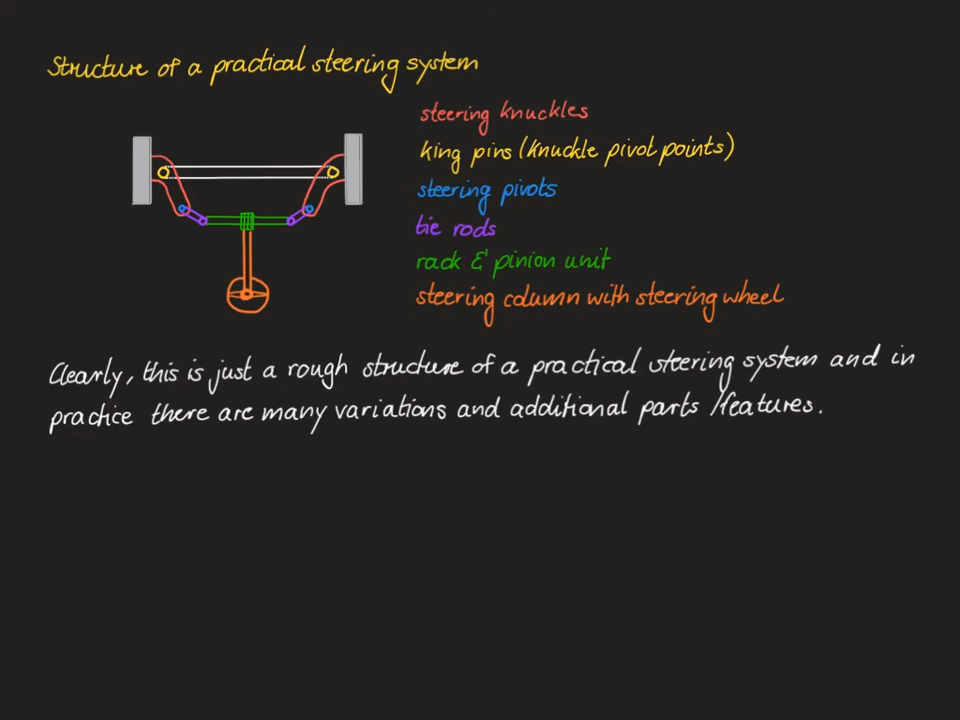 Structure of a practical steering system
steering knuckles
king pins (knuckle pivot points)
steering pivots
tie rods
rack & pinion unit
steering column with steering wheel
Clearly, this is just a rough structure of a practical steering system and in
practice there are many variations and additional parts/features.